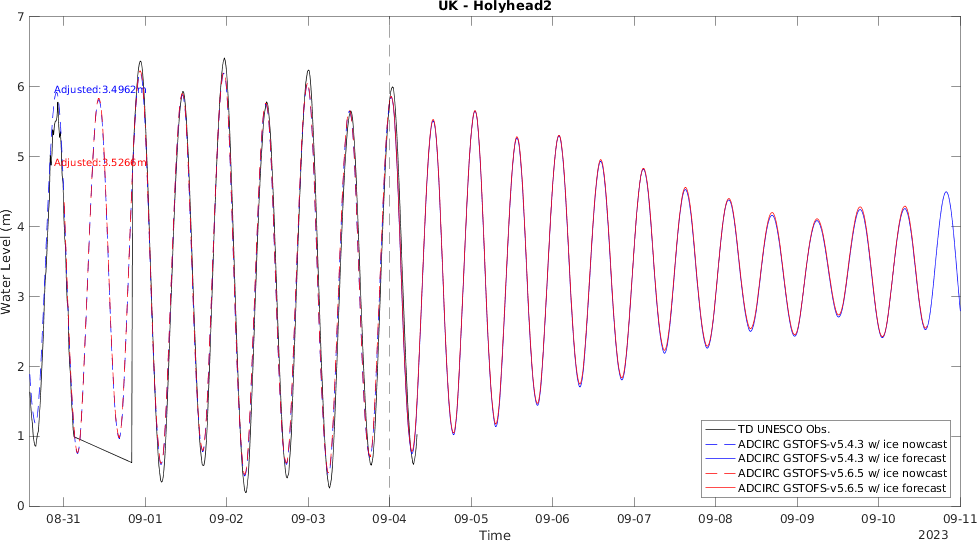 UK - Holyhead2
7
6
5
4
3
2
1
0
Water Level (m)
Adjusted:3.4962m
Adjusted:3.5266m
TD UNESCO Obs.
ADCIRC GSTOFS-v5.4.3 w/ ice nowcast
ADCIRC GSTOFS-v5.4.3 w/ ice forecast
ADCIRC GSTOFS-v5.6.5 w/ ice nowcast
ADCIRC GSTOFS-v5.6.5 w/ ice forecast
08-31 09-01 09-02 09-03 09-04 09-05 09-06 09-07 09-08 09-09 09-10 09-11
Time
2023